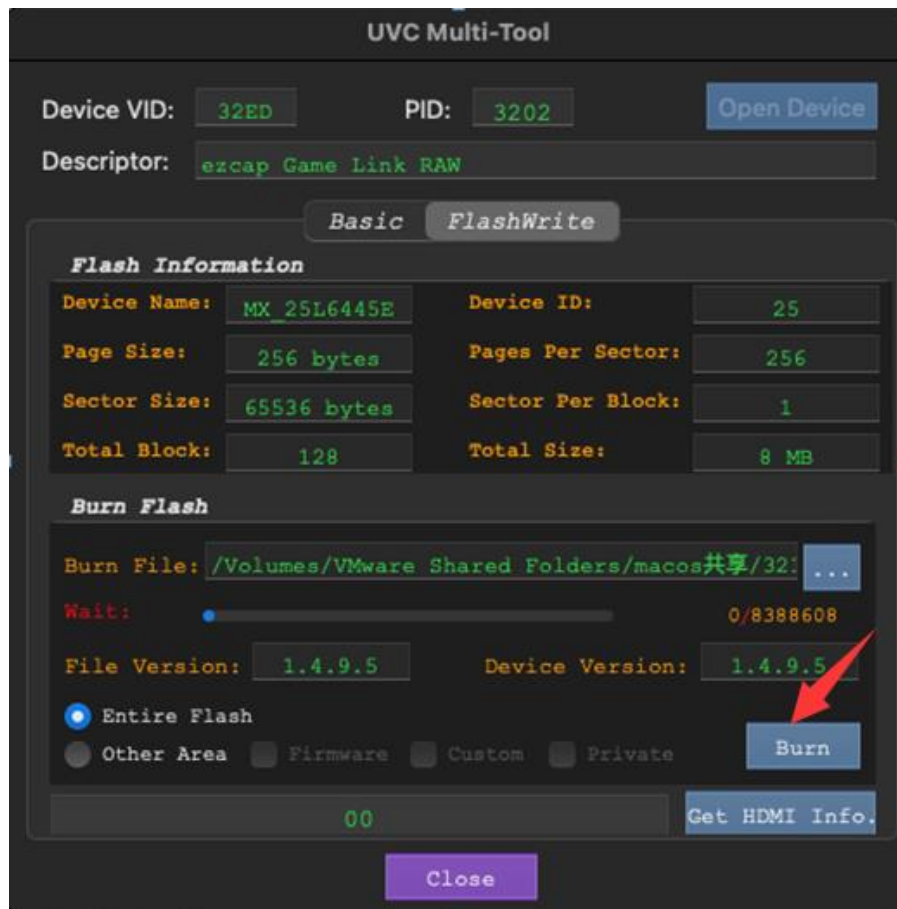 UVC Multi-Tool
Device VID: 32ED PID: 3202 Open Device
Descriptor: ezcap Game Link RAW
Basic FlashWrite
Flash Information
Device Name: MX_25L6445E Device ID: 25
Page Size: 256 bytes Pages Per Sector: 256
Sector Size: 65536 bytes Sector Per Block: 1
Total Block: 128 Total Size: 8 MB
Burn Flash
Burn File: /Volumes/VMware Shared Folders/macos共享/32 ...
Wait: 0/8388608
File Version: 1.4.9.5 Device Version: 1.4.9.5
Entire Flash
Other Area Firmware Custom Private Burn
00 Get HDMI Info.
Close